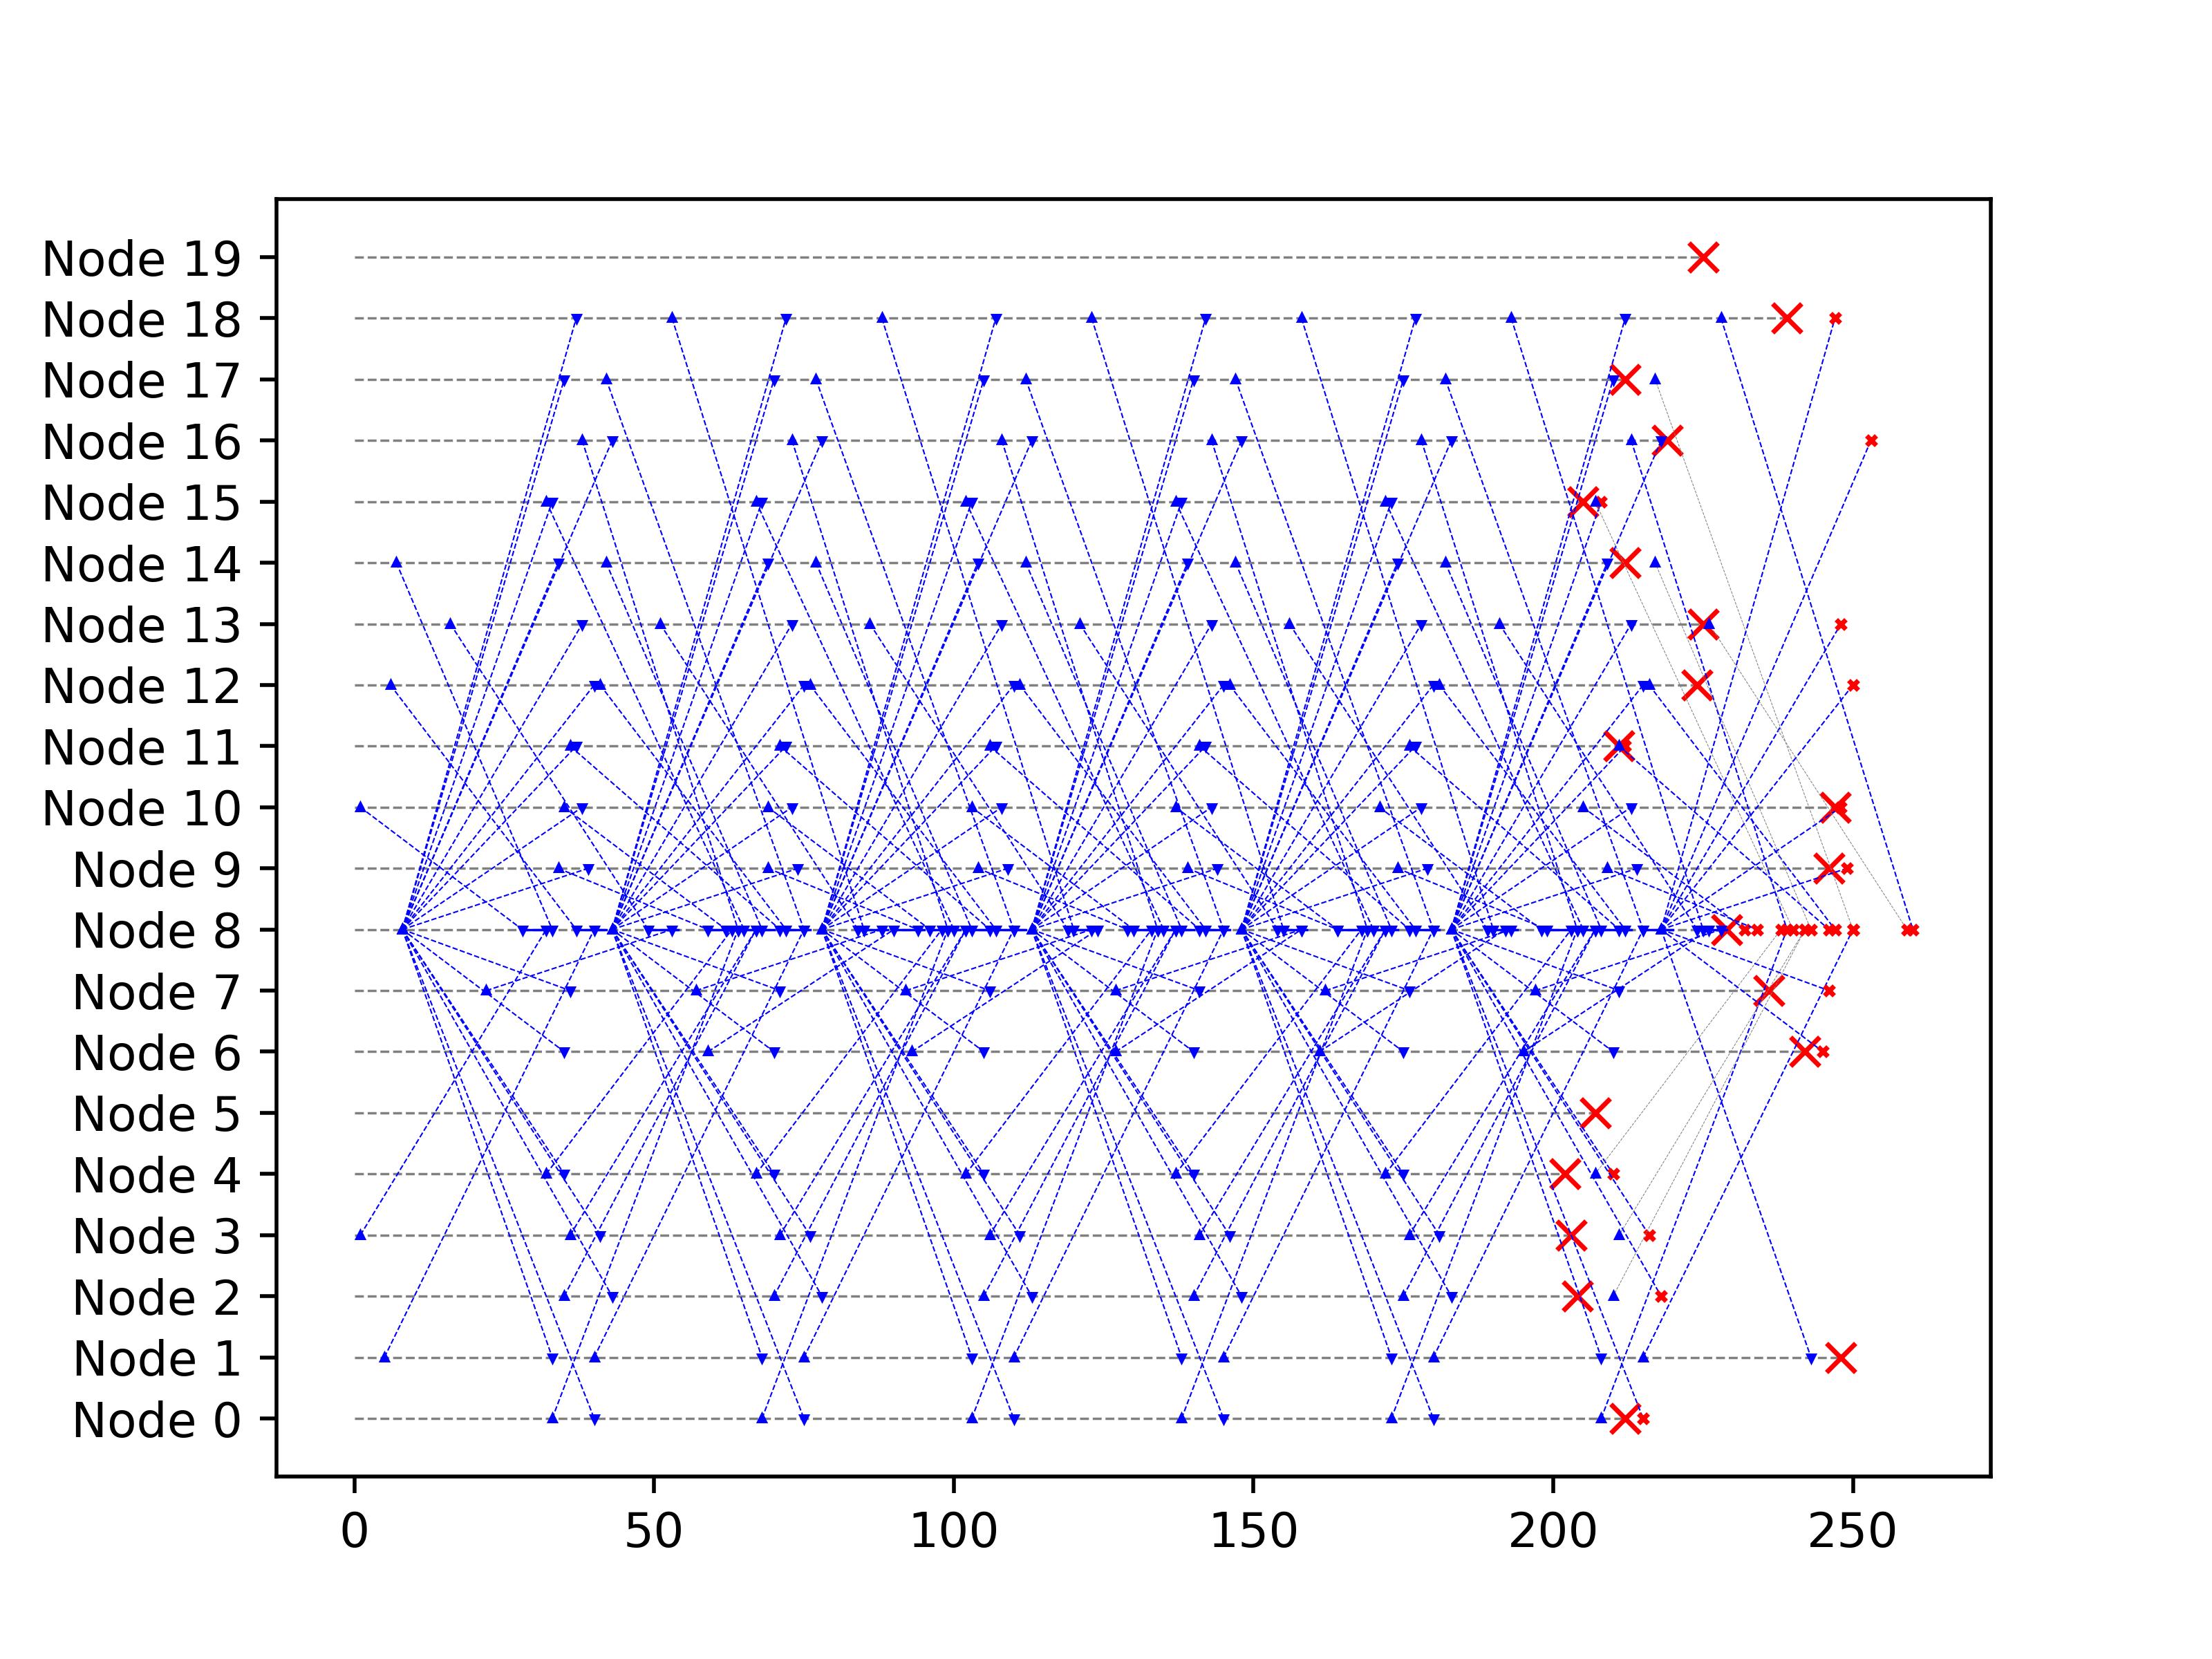 Node 19
Node 18
Node 17
Node 16
Node 15
Node 14
Node 13
Node 12
Node 11
Node 10
Node 9
Node 8
Node 7
Node 6
Node 5
Node 4
Node 3
Node 2
Node 1
Node 0
0 50 100 150 200 250